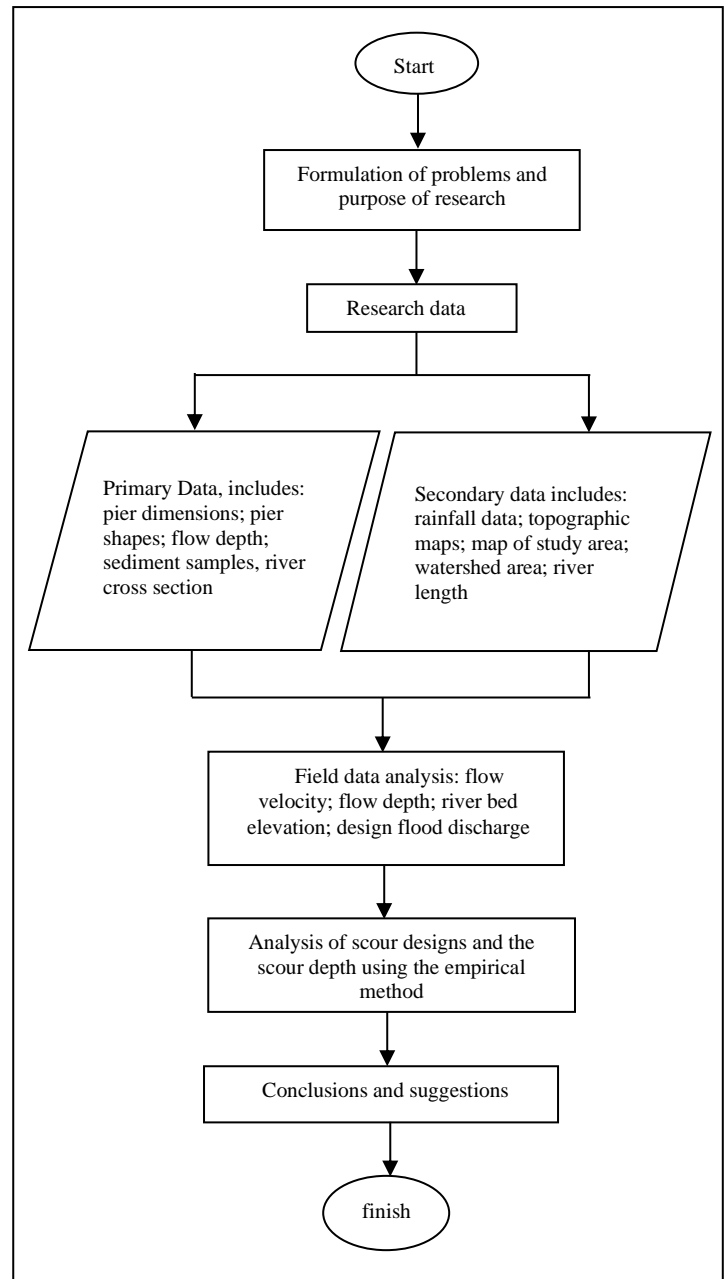 Start
Formulation of problems and
purpose of research
Research data
Primary Data, includes:
pier dimensions; pier
shapes; flow depth;
sediment samples, river
cross section
Secondary data includes:
rainfall data; topographic
maps; map of study area;
watershed area; river
length
Field data analysis: flow
velocity; flow depth; river bed
elevation; design flood discharge
Analysis of scour designs and the
scour depth using the empirical
method
Conclusions and suggestions
finish